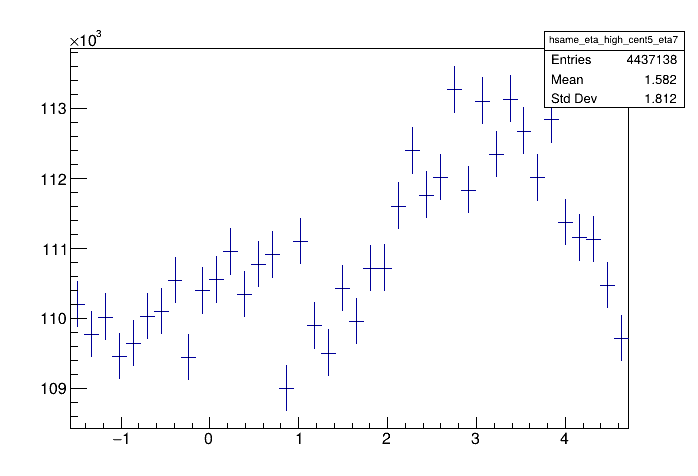 ×10³
hsame_eta_high_cent5_eta7
Entries 4437138
Mean 1.582
Std Dev 1.812
113
112
111
110
109
−1 0 1 2 3 4